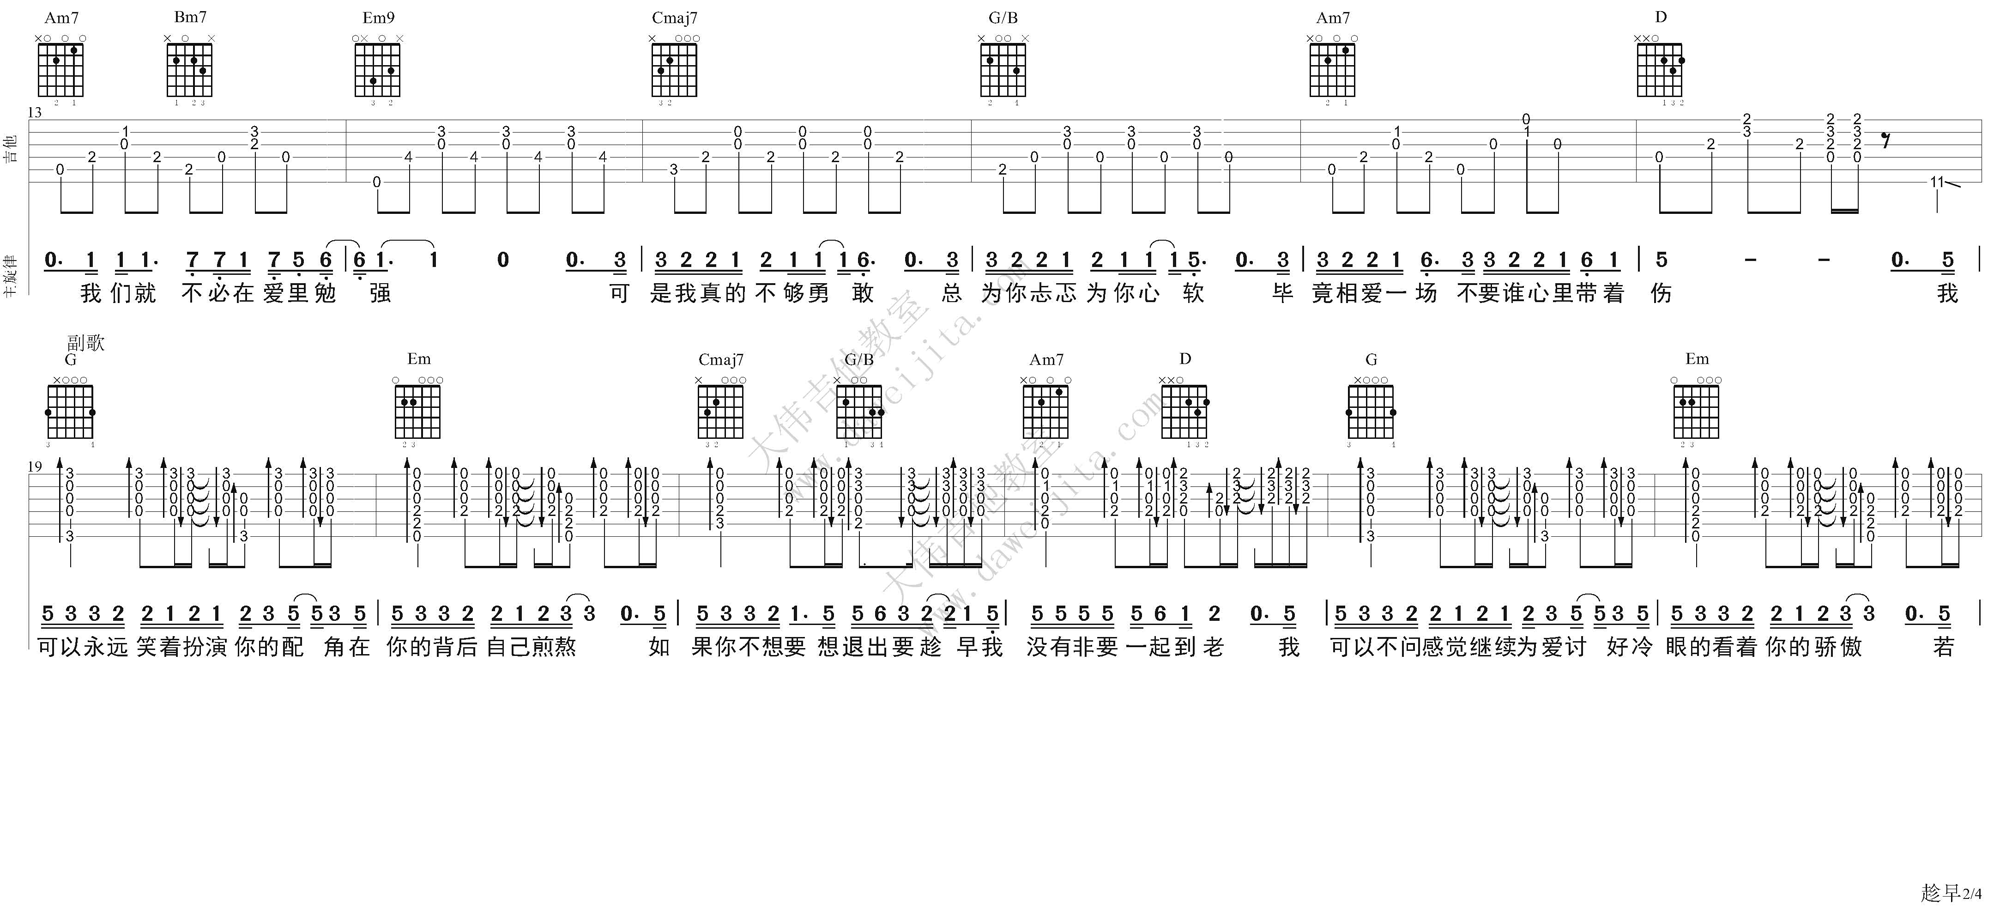 Am7 Bm7 Em9 Cmaj7 G/B Am7 D
13
吉他
主旋律
0. 1 1 1. 7 7 1 7 5 6 6 1. 1 0 0. 3 3 2 2 1 2 1 1 1 6. 0. 3 3 2 2 1 2 1 1 1 5. 0. 3 3 2 2 1 6. 3 3 2 2 1 6 1 5 - - 0. 5
我们就 不必在 爱里勉 强 可 是我真的 不够勇 敢 总 为你忐忑 为你心 软 毕 竟相爱一 场 不要谁心里带着 伤 我
副歌
G Em Cmaj7 G/B Am7 D G Em
19
5 3 3 2 2 1 2 1 2 3 5 5 3 5 5 3 3 2 2 1 2 3 3 0. 5 5 3 3 2 1. 5 5 6 3 2 2 1 5 5 5 5 5 5 6 1 2 0. 5 5 3 3 2 2 1 2 1 2 3 5 5 3 5 5 3 3 2 2 1 2 3 3 0. 5
可以永远 笑着扮演 你的配 角在 你的背后 自己煎熬 如 果你不想要 想退出要趁 早我 没有非要 一起到老 我 可以不问感觉继续为爱讨 好冷 眼的看着 你的骄傲 若
大伟吉他教室
www.daweijita.com
大伟吉他教室
www.daweijita.com
趁早2/4